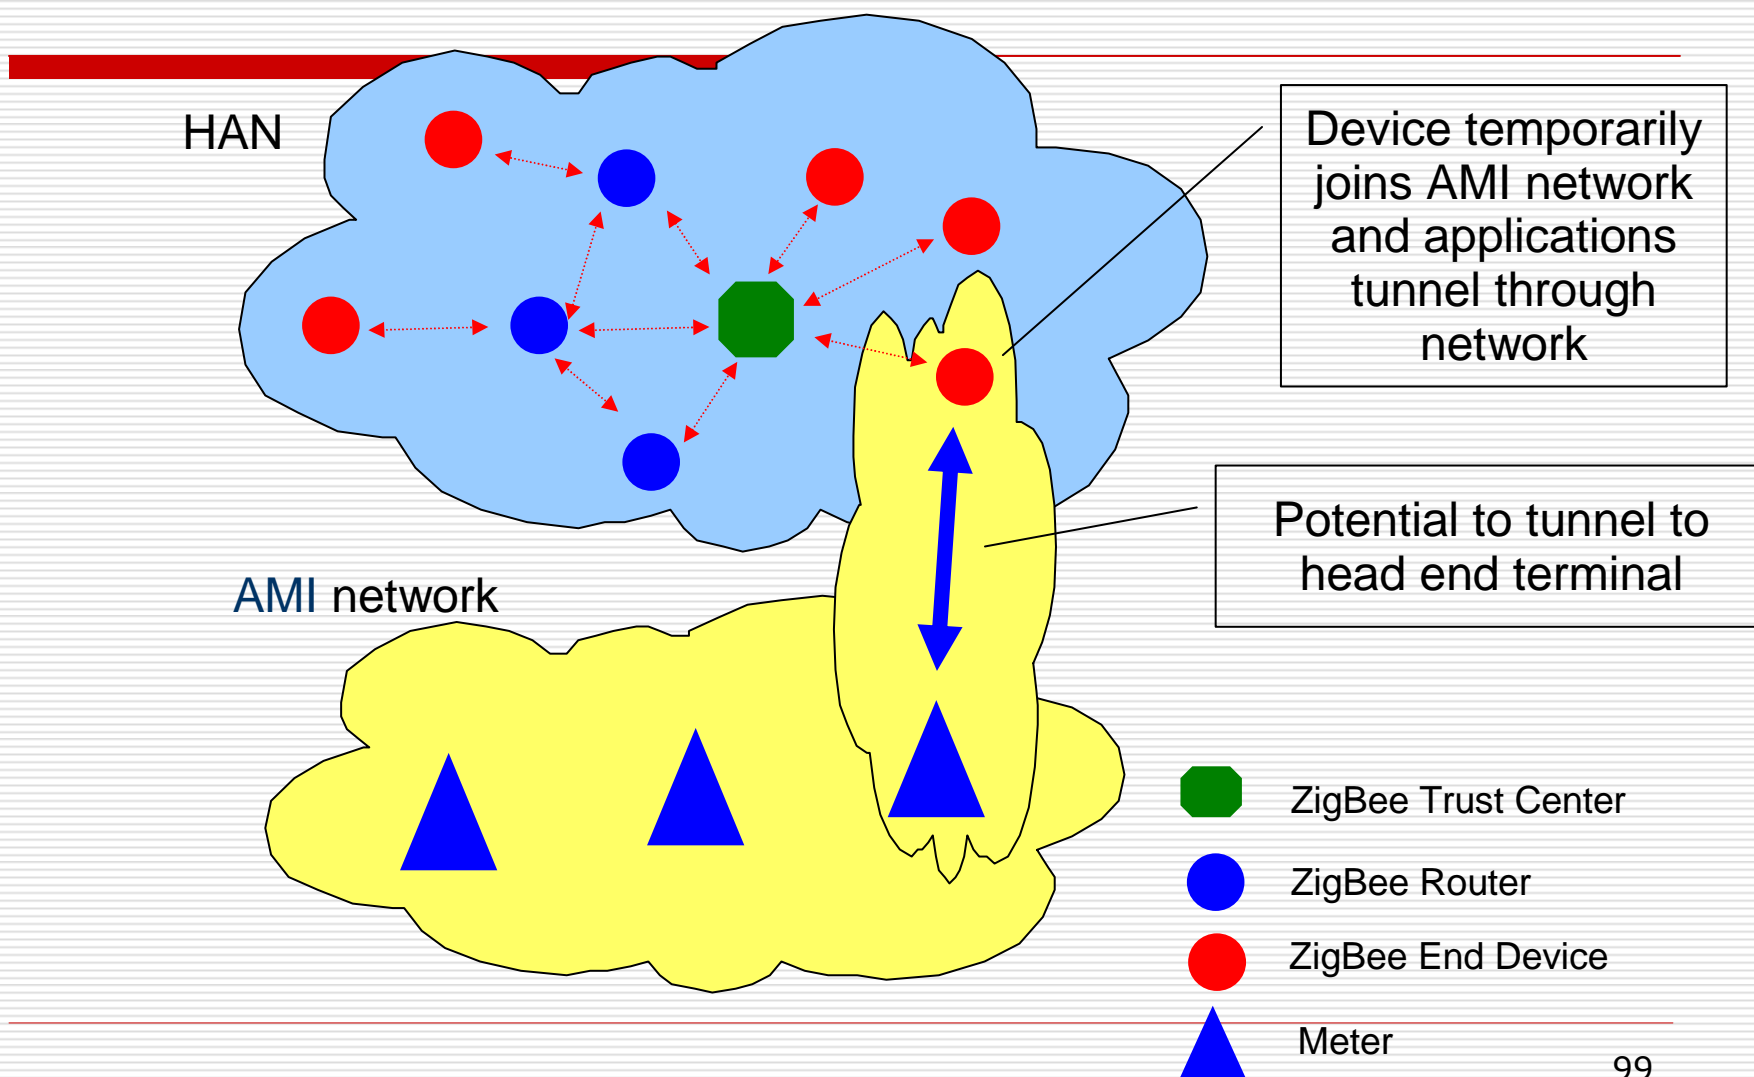 HAN
Device temporarily
joins AMI network
and applications
tunnel through
network
Potential to tunnel to
head end terminal
AMI network
ZigBee Trust Center
ZigBee Router
ZigBee End Device
Meter
99